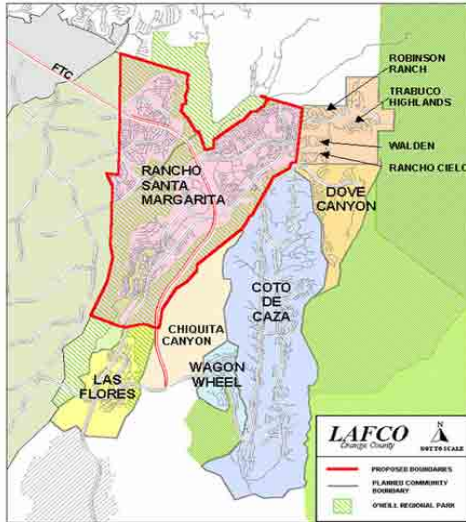 FTC
ROBINSON
RANCH
TRABUCO
HIGHLANDS
WALDEN
RANCHO CIELO
RANCHO
SANTA
MARGARITA
DOVE
CANYON
COTO
DE
CAZA
CHIQUITA
CANYON
WAGON
WHEEL
LAS
FLORES
LAFCO
Orange County
N
NOT TO SCALE
PROPOSED BOUNDARIES
PLANNED COMMUNITY
BOUNDARY
O'NEILL REGIONAL PARK